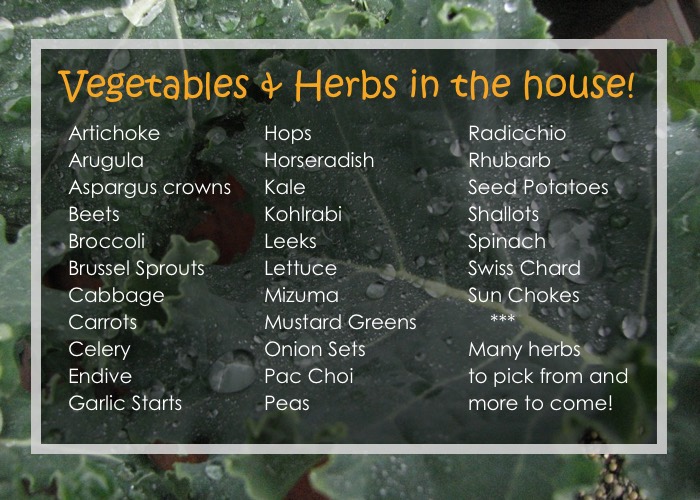 Vegetables & Herbs in the house!
Artichoke
Arugula
Aspargus crowns
Beets
Broccoli
Brussel Sprouts
Cabbage
Carrots
Celery
Endive
Garlic Starts
Hops
Horseradish
Kale
Kohlrabi
Leeks
Lettuce
Mizuma
Mustard Greens
Onion Sets
Pac Choi
Peas
Radicchio
Rhubarb
Seed Potatoes
Shallots
Spinach
Swiss Chard
Sun Chokes
***
Many herbs
to pick from and
more to come!